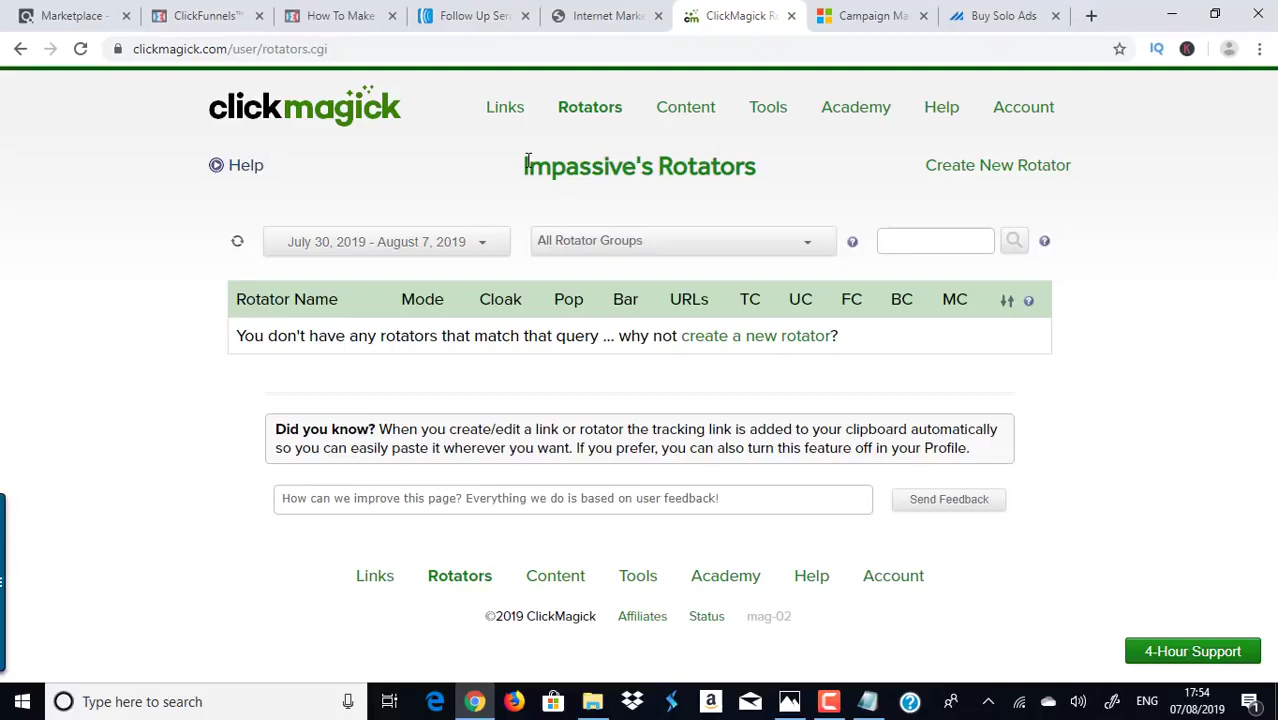 Marketplace -
ClickFunnels™
How To Make
Follow Up Ser
Internet Marke
ClickMagick Ro
Campaign Ma
Buy Solo Ads
clickmagick.com/user/rotators.cgi
clickmagick
Links
Rotators
Content
Tools
Academy
Help
Account
Help
Impassive's Rotators
Create New Rotator
July 30, 2019 - August 7, 2019
All Rotator Groups
Rotator Name Mode Cloak Pop Bar URLs TC UC FC BC MC
You don't have any rotators that match that query ... why not create a new rotator?
Did you know? When you create/edit a link or rotator the tracking link is added to your clipboard automatically
so you can easily paste it wherever you want. If you prefer, you can also turn this feature off in your Profile.
How can we improve this page? Everything we do is based on user feedback!
Send Feedback
Links
Rotators
Content
Tools
Academy
Help
Account
©2019 ClickMagick
Affiliates
Status
mag-02
4-Hour Support
Type here to search
ENG
17:54
07/08/2019